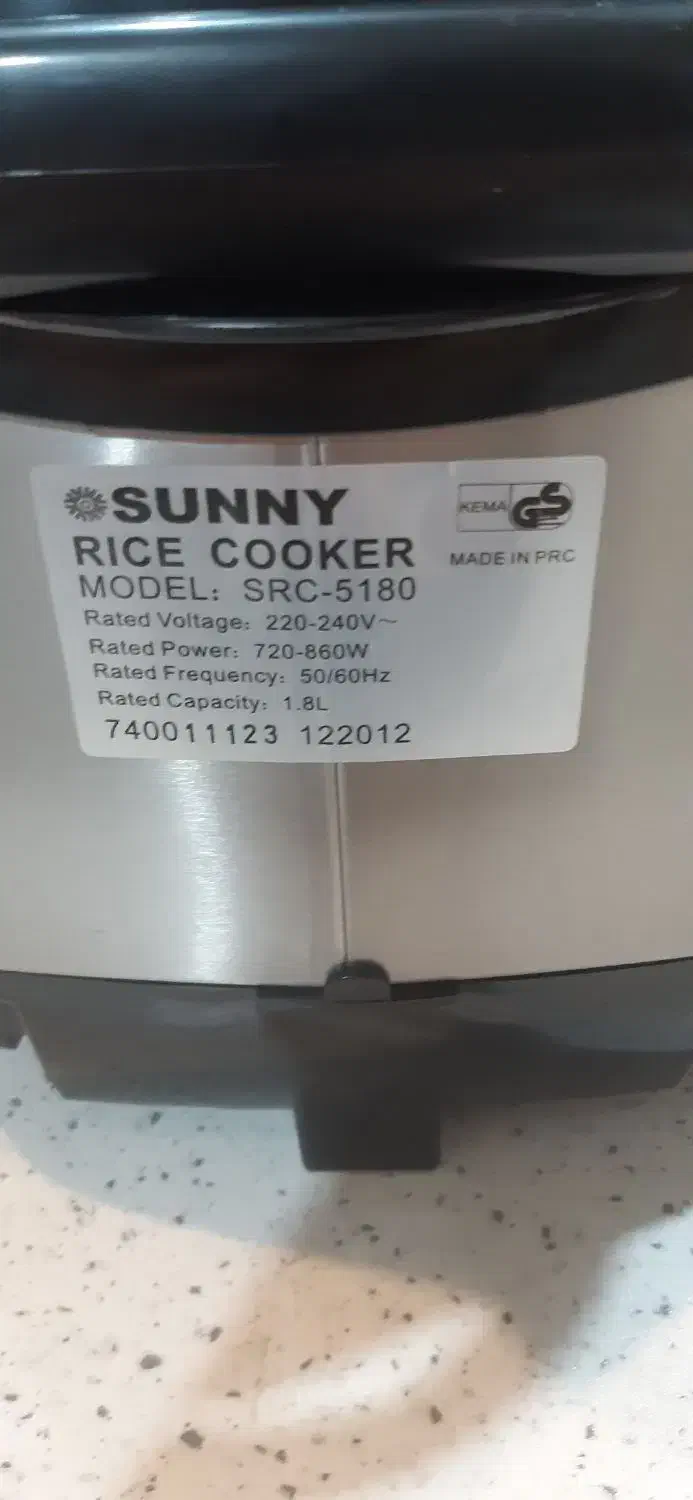 SUNNY
KEMA GS
RICE COOKER
MADE IN PRC
MODEL: SRC-5180
Rated Voltage: 220-240V~
Rated Power: 720-860W
Rated Frequency: 50/60Hz
Rated Capacity: 1.8L
740011123 122012